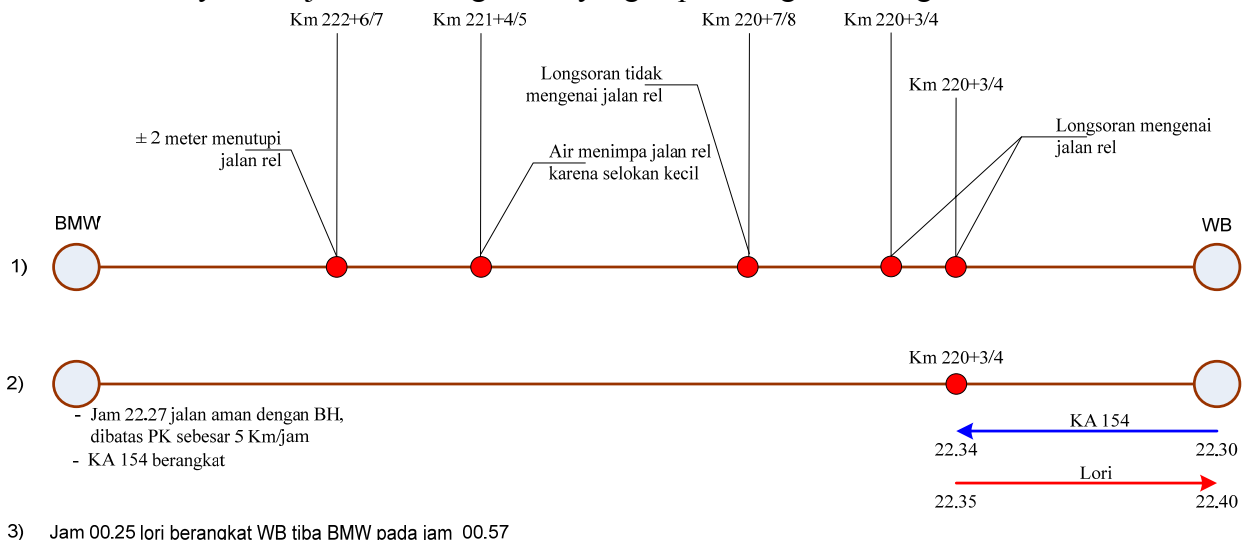 Km 222+6/7
Km 221+4/5
Km 220+7/8
Km 220+3/4
Longsoran tidak
mengenai jalan rel
Km 220+3/4
± 2 meter menutupi
jalan rel
Air menimpa jalan rel
karena selokan kecil
Longsoran mengenai
jalan rel
BMW
WB
1)
Km 220+3/4
2)
- Jam 22.27 jalan aman dengan BH,
dibatas PK sebesar 5 Km/jam
- KA 154 berangkat
KA 154
22.34
22.30
Lori
22.35
22.40
3) Jam 00.25 lori berangkat WB tiba BMW pada jam 00.57